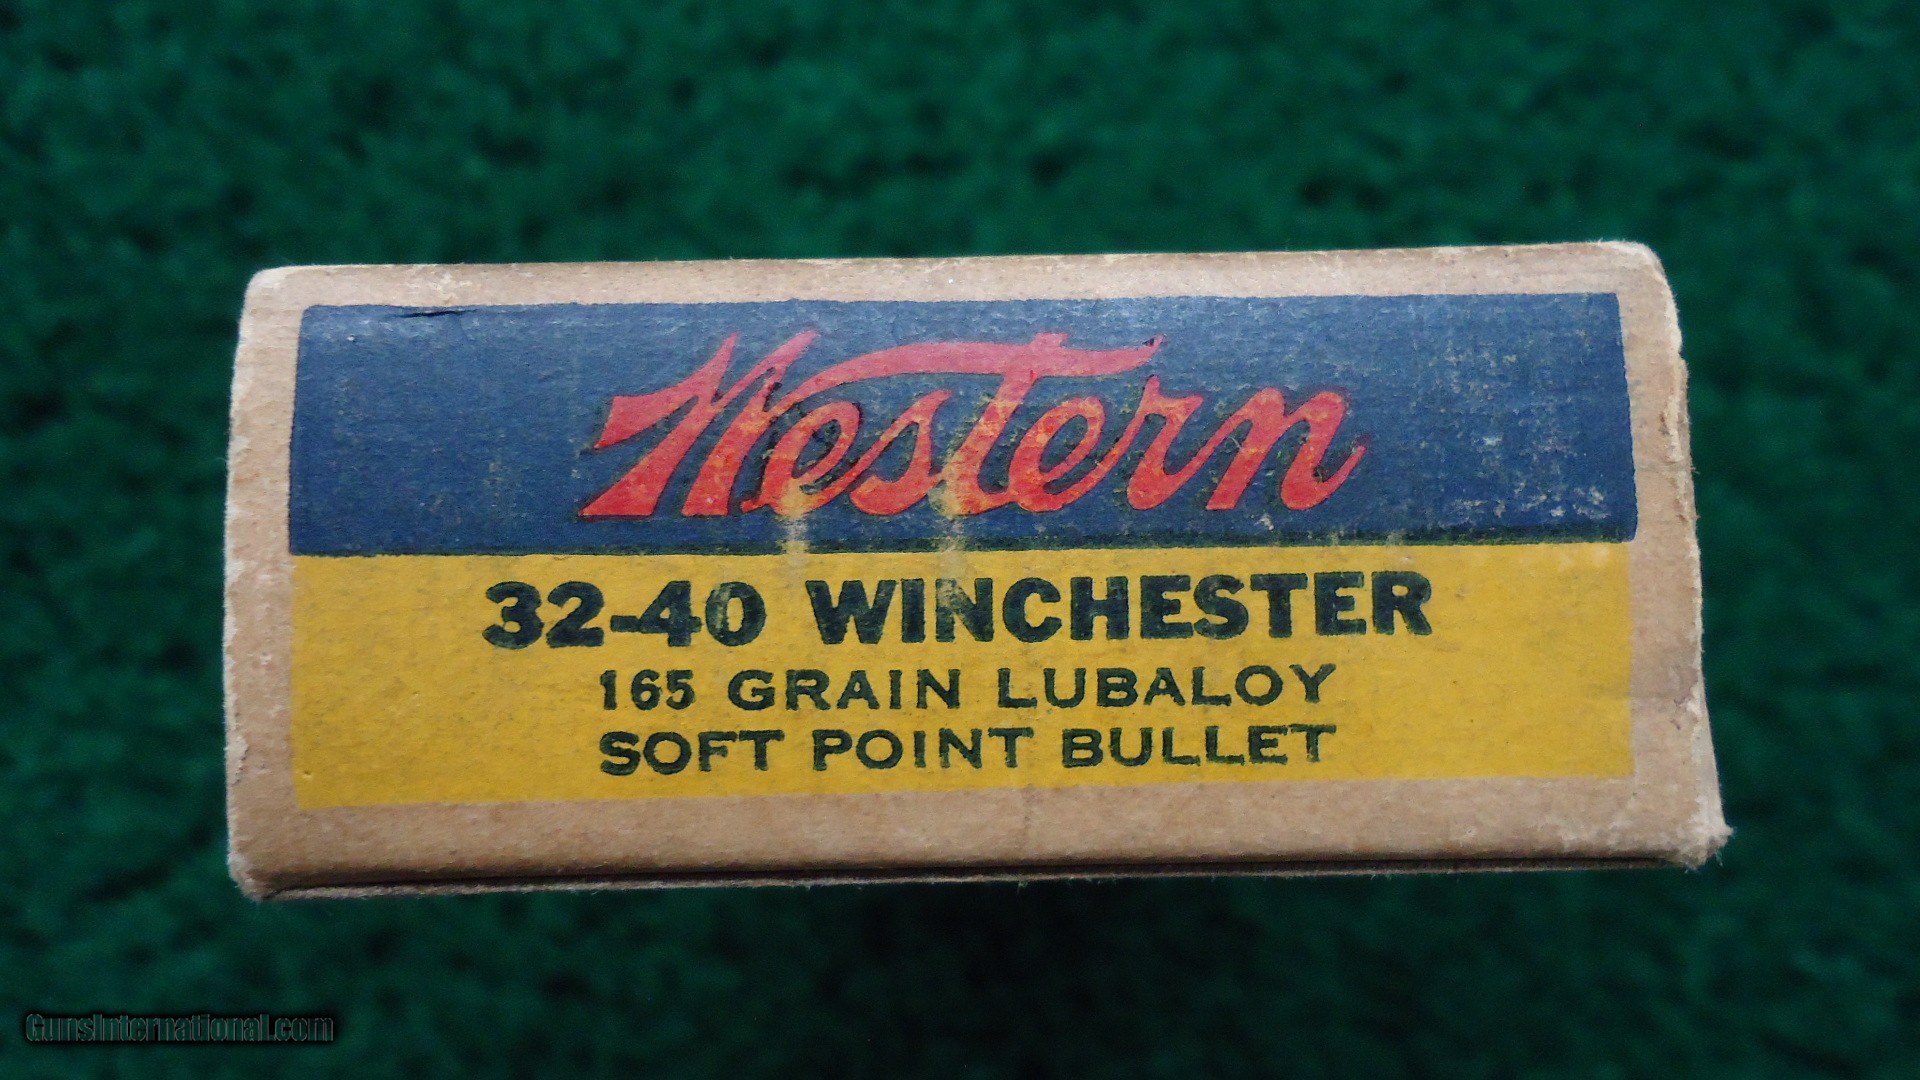 Western
32-40 WINCHESTER
165 GRAIN LUBALOY
SOFT POINT BULLET
GunsInternational.com